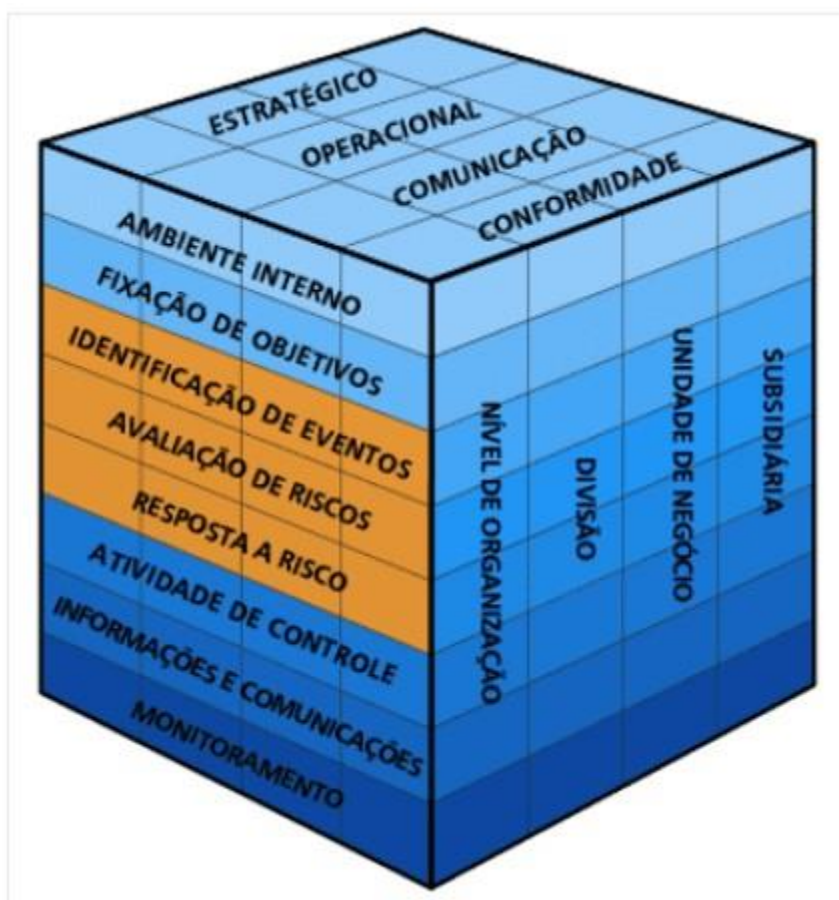 ESTRATÉGICO
OPERACIONAL
COMUNICAÇÃO
CONFORMIDADE
AMBIENTE INTERNO
FIXAÇÃO DE OBJETIVOS
IDENTIFICAÇÃO DE EVENTOS
AVALIAÇÃO DE RISCOS
RESPOSTA A RISCO
ATIVIDADE DE CONTROLE
INFORMAÇÕES E COMUNICAÇÕES
MONITORAMENTO
NÍVEL DE ORGANIZAÇÃO
DIVISÃO
UNIDADE DE NEGÓCIO
SUBSIDIÁRIA